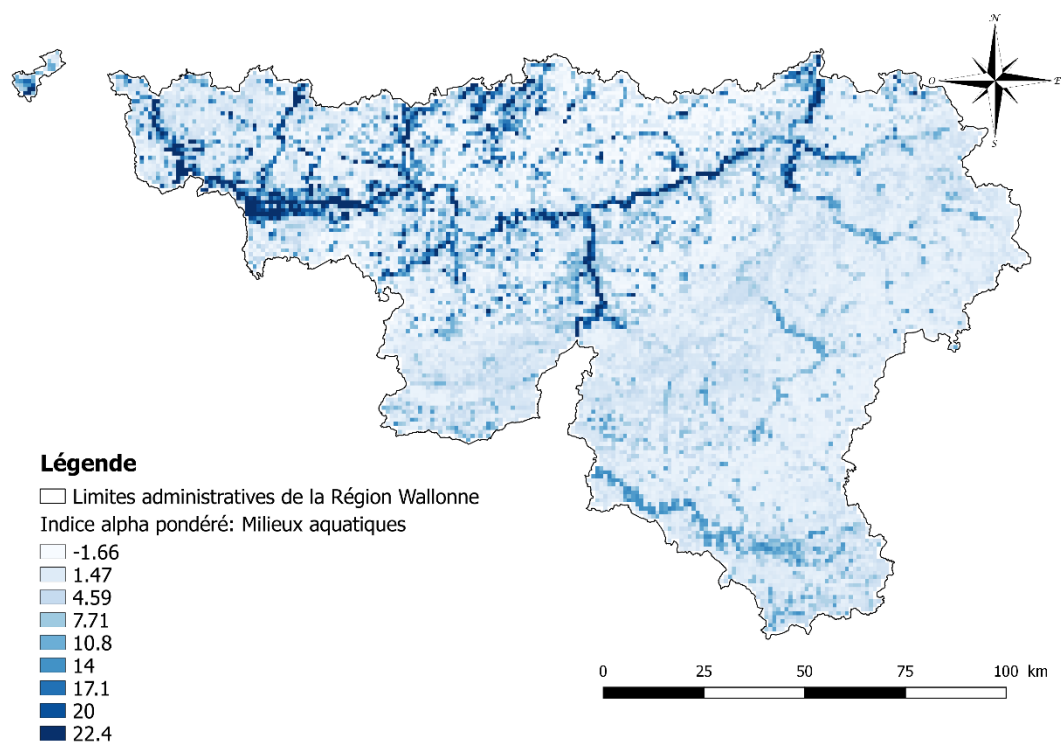 N
O
E
S
Légende
Limites administratives de la Région Wallonne
Indice alpha pondéré: Milieux aquatiques
-1.66
1.47
4.59
7.71
10.8
14
17.1
20
22.4
0 25 50 75 100 km